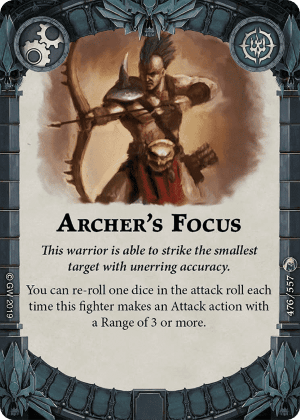 ARCHER'S FOCUS
This warrior is able to strike the smallest
target with unerring accuracy.
You can re-roll one dice in the attack roll each
time this fighter makes an Attack action with
a Range of 3 or more.
© GW 2019
476/557